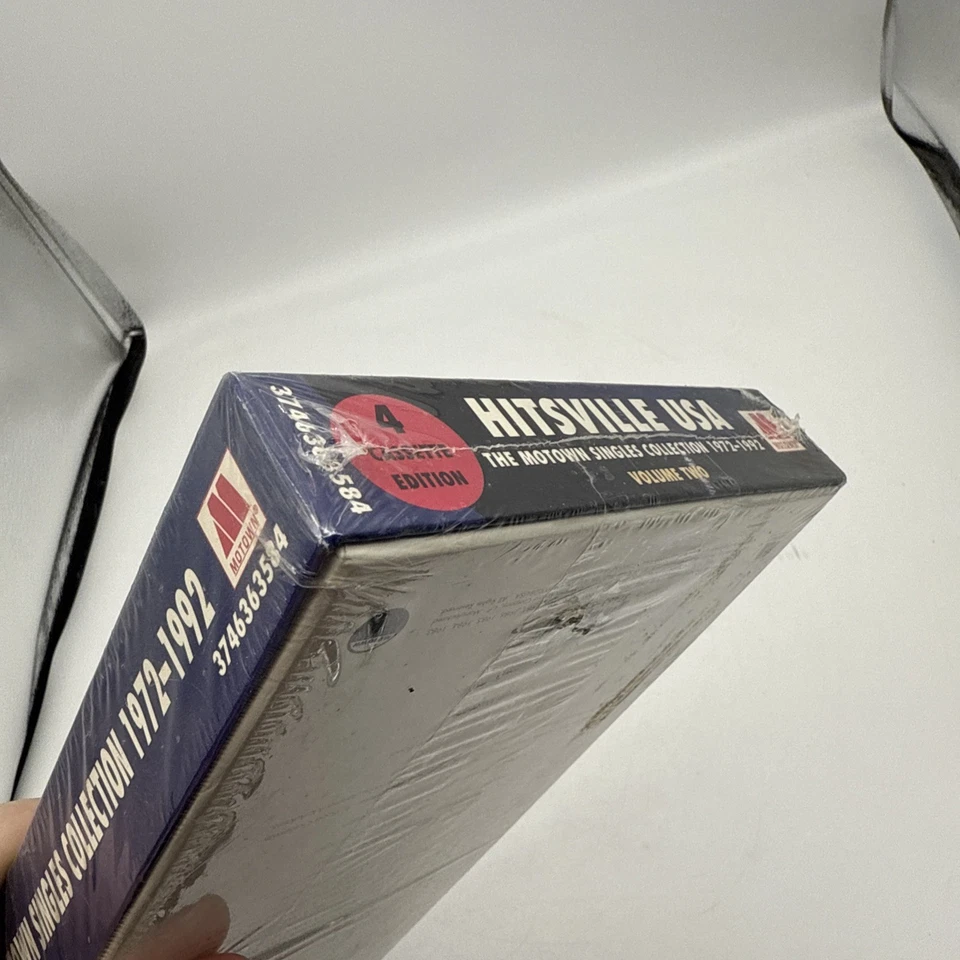 3746363584
4
CASSETTE
EDITION
HITSVILLE USA
THE MOTOWN SINGLES COLLECTION 1972-1992
VOLUME TWO
M
M
MOTOWN®
3746363584
SINGLES COLLECTION 1972-1992